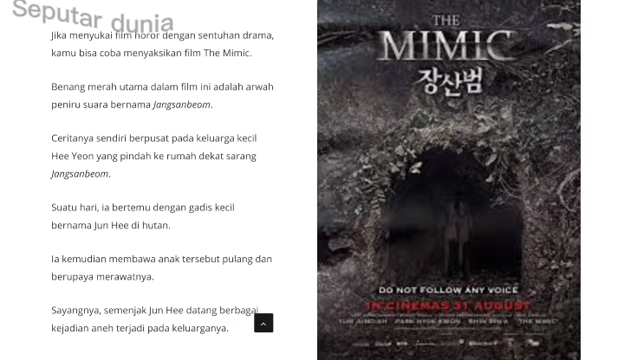 Seputar dunia
Jika menyukai film horor dengan sentuhan drama,
kamu bisa coba menyaksikan film The Mimic.
Benang merah utama dalam film ini adalah arwah
peniru suara bernama Jangsanbeom.
Ceritanya sendiri berpusat pada keluarga kecil
Hee Yeon yang pindah ke rumah dekat sarang
Jangsanbeom.
Suatu hari, ia bertemu dengan gadis kecil
bernama Jun Hee di hutan.
Ia kemudian membawa anak tersebut pulang dan
berupaya merawatnya.
Sayangnya, semenjak Jun Hee datang berbagai
kejadian aneh terjadi pada keluarganya.
THE
MIMIC
장산범
DO NOT FOLLOW ANY VOICE
IN CINEMAS 31 AUGUST